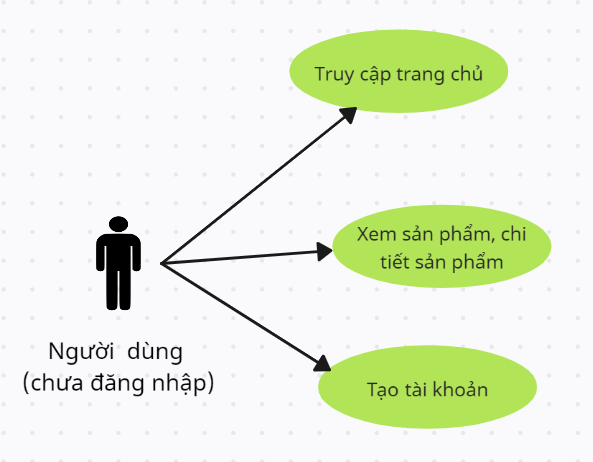 Truy cập trang chủ
Xem sản phẩm, chi
tiết sản phẩm
Người dùng
(chưa đăng nhập)
Tạo tài khoản